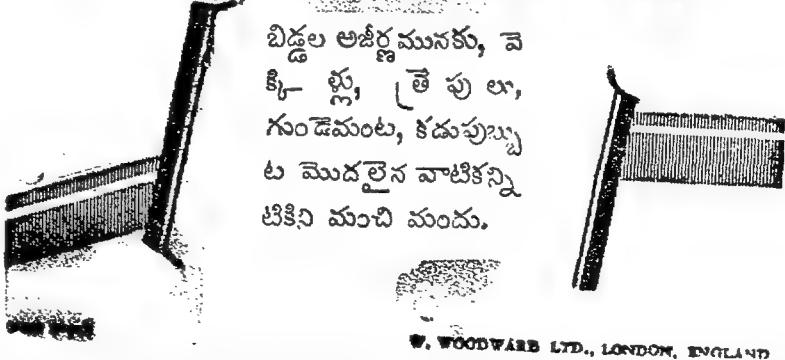 బిడ్డల అజీర్ణమునకు, వె
క్కి— ళ్లు, త్రే పు లు,
గుండెమంట, కడుపుబ్బు
ట మొదలైన వాటికన్ని
టికిని మంచి మందు.
W. WOODWARD LTD., LONDON, ENGLAND